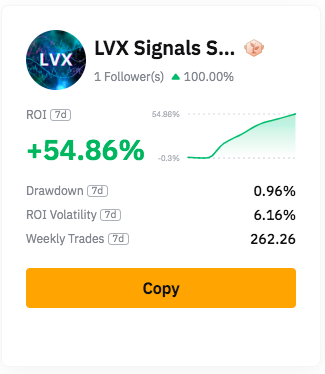 LVX
LVX Signals S...
1 Follower(s) 100.00%
ROI 7d
54.88%
+54.86%
-0.3%
Drawdown 7d 0.96%
ROI Volatility 7d 6.16%
Weekly Trades 7d 262.26
Copy